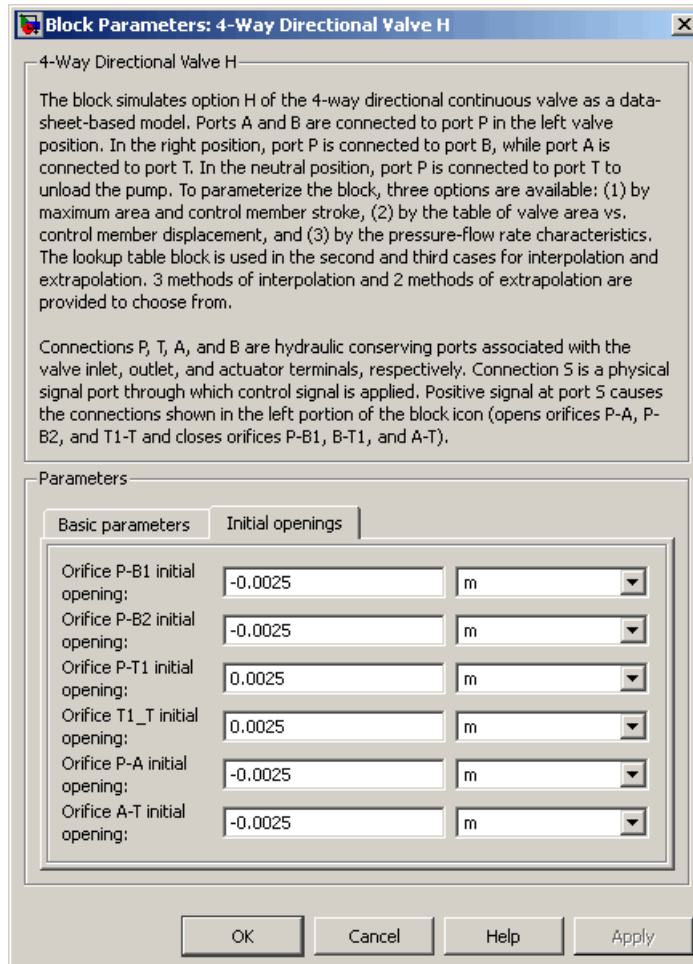 Block Parameters: 4-Way Directional Valve H
4-Way Directional Valve H
The block simulates option H of the 4-way directional continuous valve as a data-
sheet-based model. Ports A and B are connected to port P in the left valve
position. In the right position, port P is connected to port B, while port A is
connected to port T. In the neutral position, port P is connected to port T to
unload the pump. To parameterize the block, three options are available: (1) by
maximum area and control member stroke, (2) by the table of valve area vs.
control member displacement, and (3) by the pressure-flow rate characteristics.
The lookup table block is used in the second and third cases for interpolation and
extrapolation. 3 methods of interpolation and 2 methods of extrapolation are
provided to choose from.
Connections P, T, A, and B are hydraulic conserving ports associated with the
valve inlet, outlet, and actuator terminals, respectively. Connection S is a physical
signal port through which control signal is applied. Positive signal at port S causes
the connections shown in the left portion of the block icon (opens orifices P-A, P-
B2, and T1-T and closes orifices P-B1, B-T1, and A-T).
Parameters
Basic parameters Initial openings
Orifice P-B1 initial
opening: -0.0025 m
Orifice P-B2 initial
opening: -0.0025 m
Orifice P-T1 initial
opening: 0.0025 m
Orifice T1_T initial
opening: 0.0025 m
Orifice P-A initial
opening: -0.0025 m
Orifice A-T initial
opening: -0.0025 m
OK Cancel Help Apply